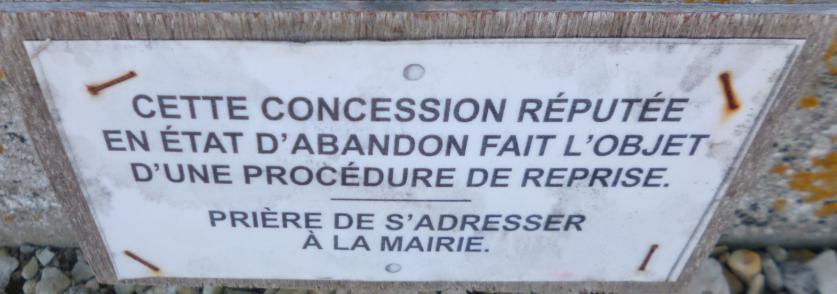 CETTE CONCESSION RÉPUTÉE
EN ÉTAT D'ABANDON FAIT L'OBJET
D'UNE PROCÉDURE DE REPRISE.
PRIÈRE DE S'ADRESSER
À LA MAIRIE.